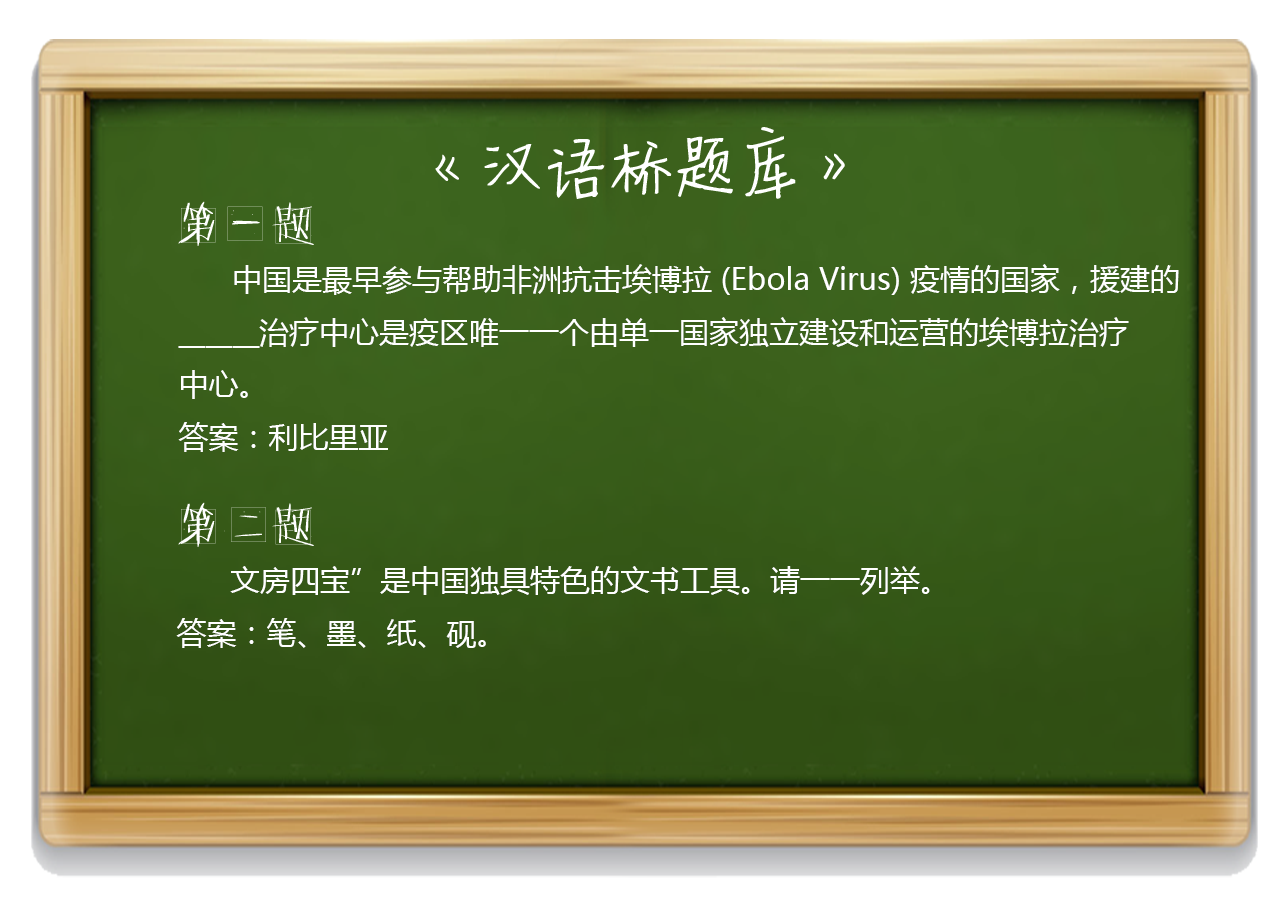 《汉语桥题库》
第一题
中国是最早参与帮助非洲抗击埃博拉 (Ebola Virus) 疫情的国家，援建的
______治疗中心是疫区唯一一个由单一国家独立建设和运营的埃博拉治疗
中心。
答案：利比里亚
第二题
文房四宝”是中国独具特色的文书工具。请一一列举。
答案：笔、墨、纸、砚。